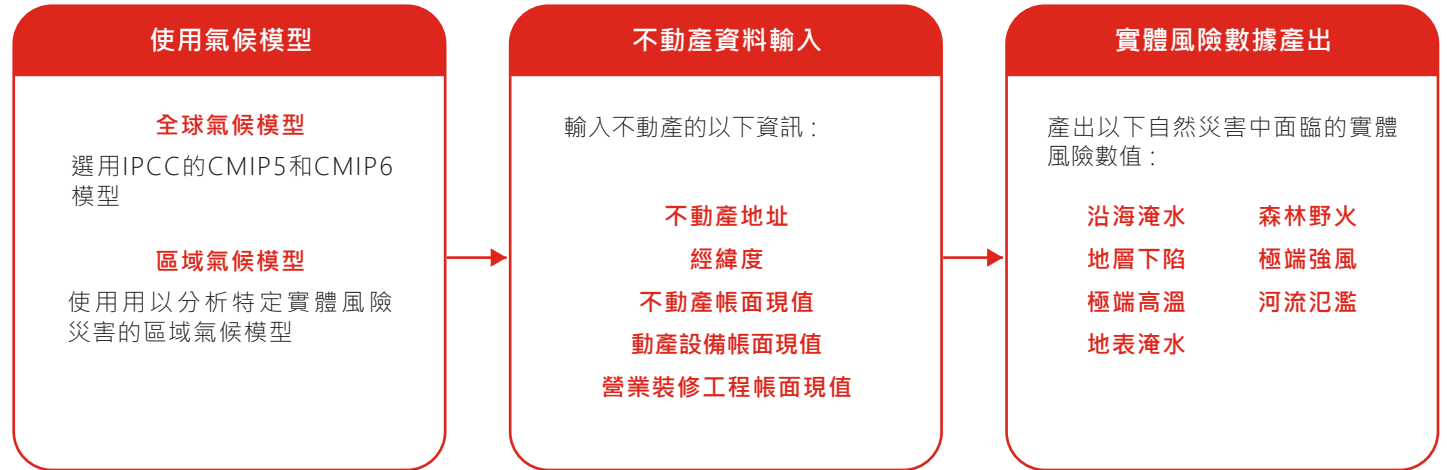 使用氣候模型
全球氣候模型
選用IPCC的CMIP5和CMIP6
模型
區域氣候模型
使用用以分析特定實體風險
災害的區域氣候模型
不動產資料輸入
輸入不動產的以下資訊：
不動產地址
經緯度
不動產帳面現值
動產設備帳面現值
營業裝修工程帳面現值
實體風險數據產出
產出以下自然災害中面臨的實體
風險數值：
沿海淹水 森林野火
地層下陷 極端強風
極端高溫 河流氾濫
地表淹水